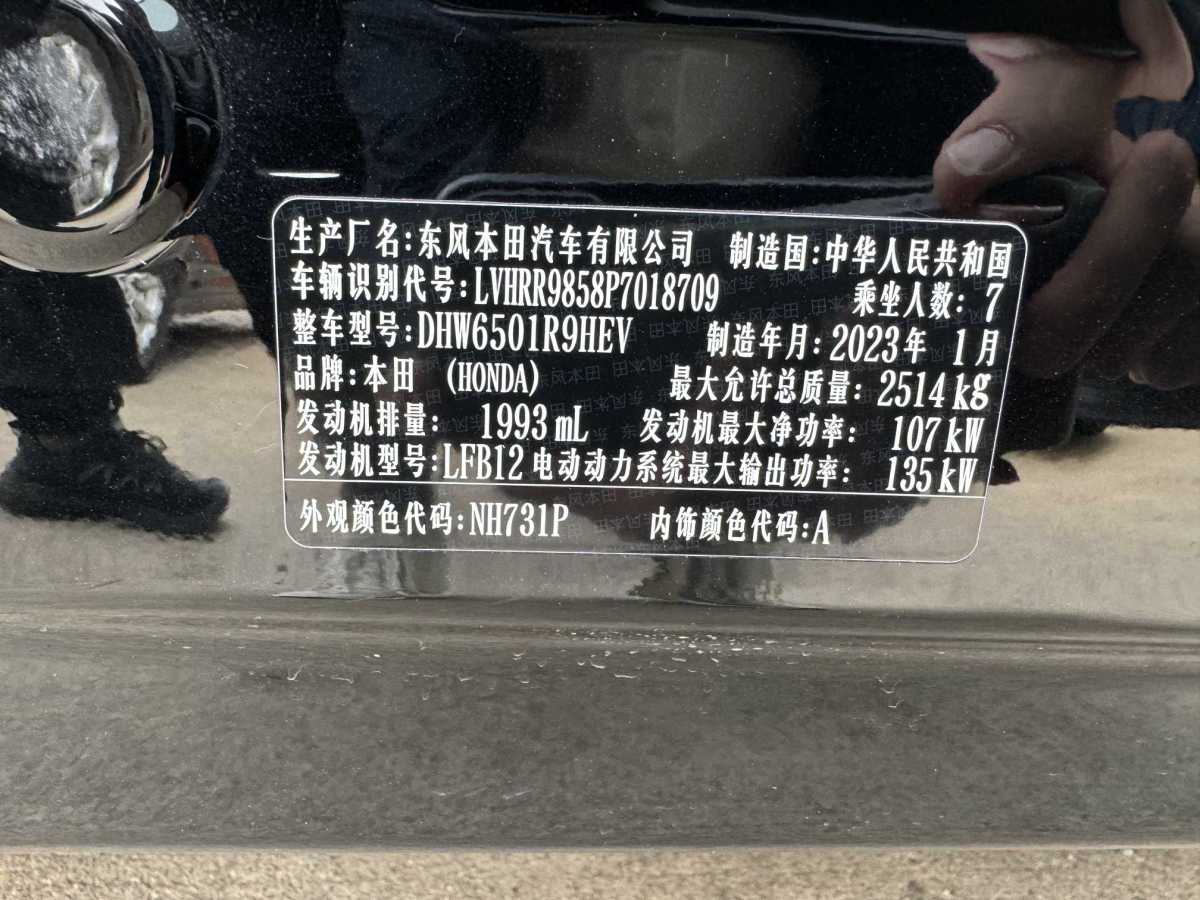 生产厂名:东风本田汽车有限公司 制造国:中华人民共和国
车辆识别代号:LVHRR9858P7018709 乘坐人数: 7
整车型号:DHW6501R9HEV 制造年月:2023年 1月
品牌:本田 (HONDA) 最大允许总质量: 2514kg
发动机排量: 1993mL 发动机最大净功率: 107kW
发动机型号:LFB12 电动动力系统最大输出功率: 135kW
外观颜色代码:NH731P 内饰颜色代码:A